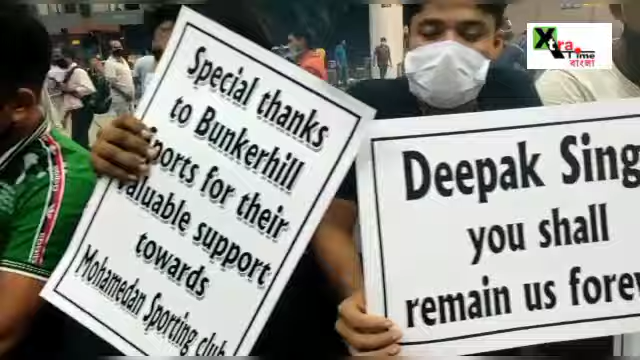 Xtra
Time
বাংলা
Special thanks
to Bunkerhill
ports for their
valuable support
towards
Mohamedan Sporting club
Deepak Sing
you shall
remain us forev